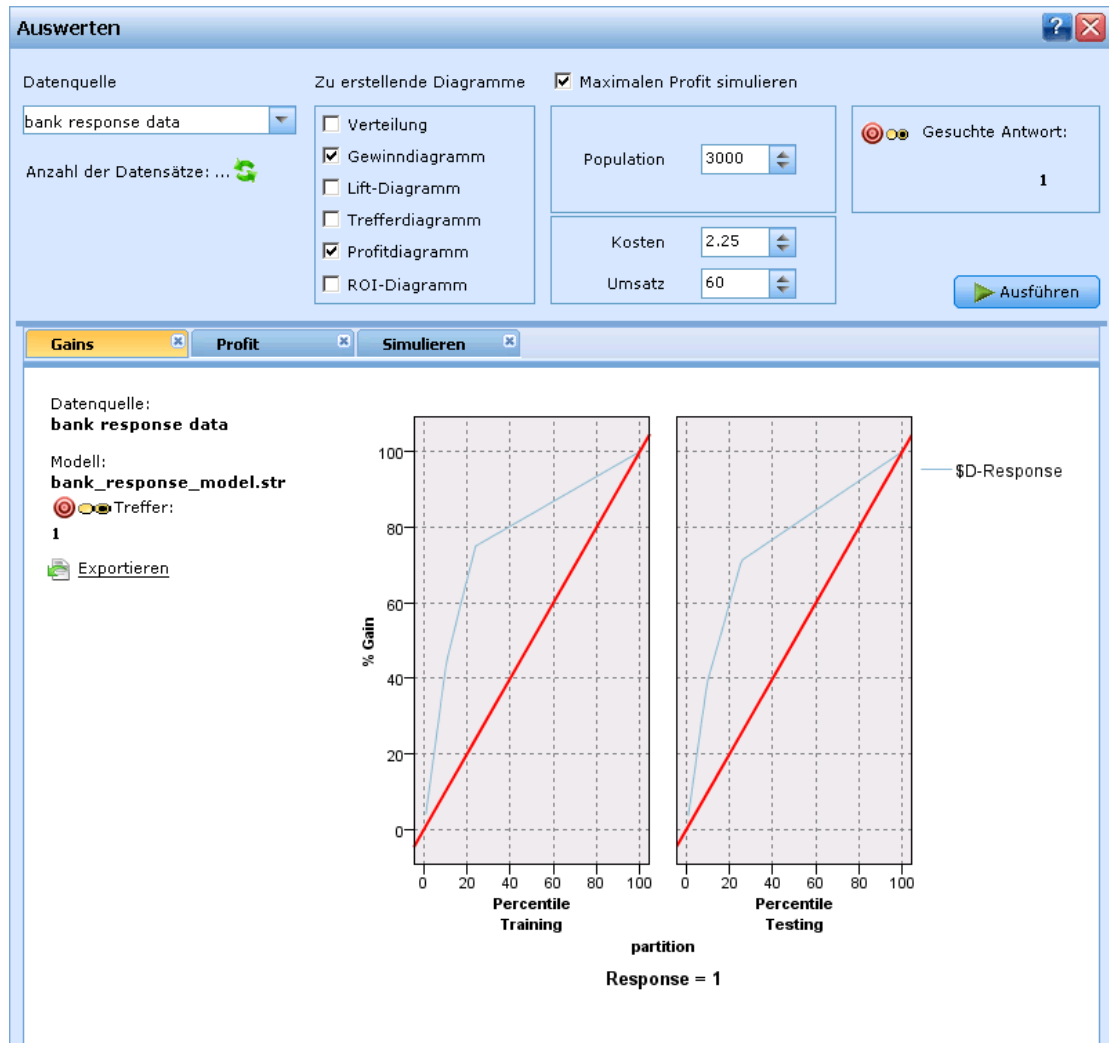 Auswerten
Datenquelle
bank response data
Anzahl der Datensätze: ...
Zu erstellende Diagramme
Verteilung
Gewinndiagramm
Lift-Diagramm
Trefferdiagramm
Profitdiagramm
ROI-Diagramm
Maximalen Profit simulieren
Population 3000
Kosten 2.25
Umsatz 60
Gesuchte Antwort:
1
Ausführen
Gains Profit Simulieren
Datenquelle:
bank response data
Modell:
bank_response_model.str
Treffer:
1
Exportieren
% Gain
100
80
60
40
20
0
0 20 40 60 80 100
Percentile
Training
0 20 40 60 80 100
Percentile
Testing
partition
Response = 1
$D-Response